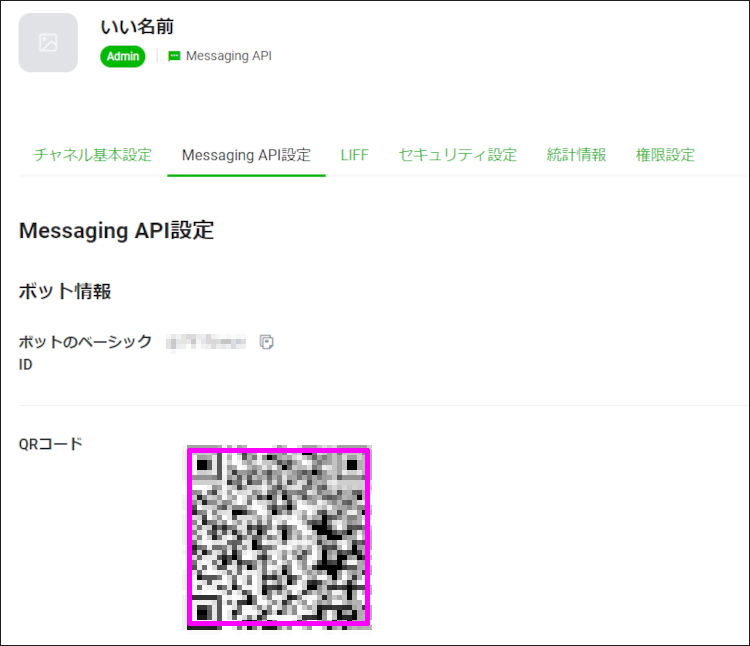 いい名前
Admin
Messaging API
チャネル基本設定 Messaging API設定 LIFF セキュリティ設定 統計情報 権限設定
Messaging API設定
ボット情報
ボットのベーシック
ID
QRコード